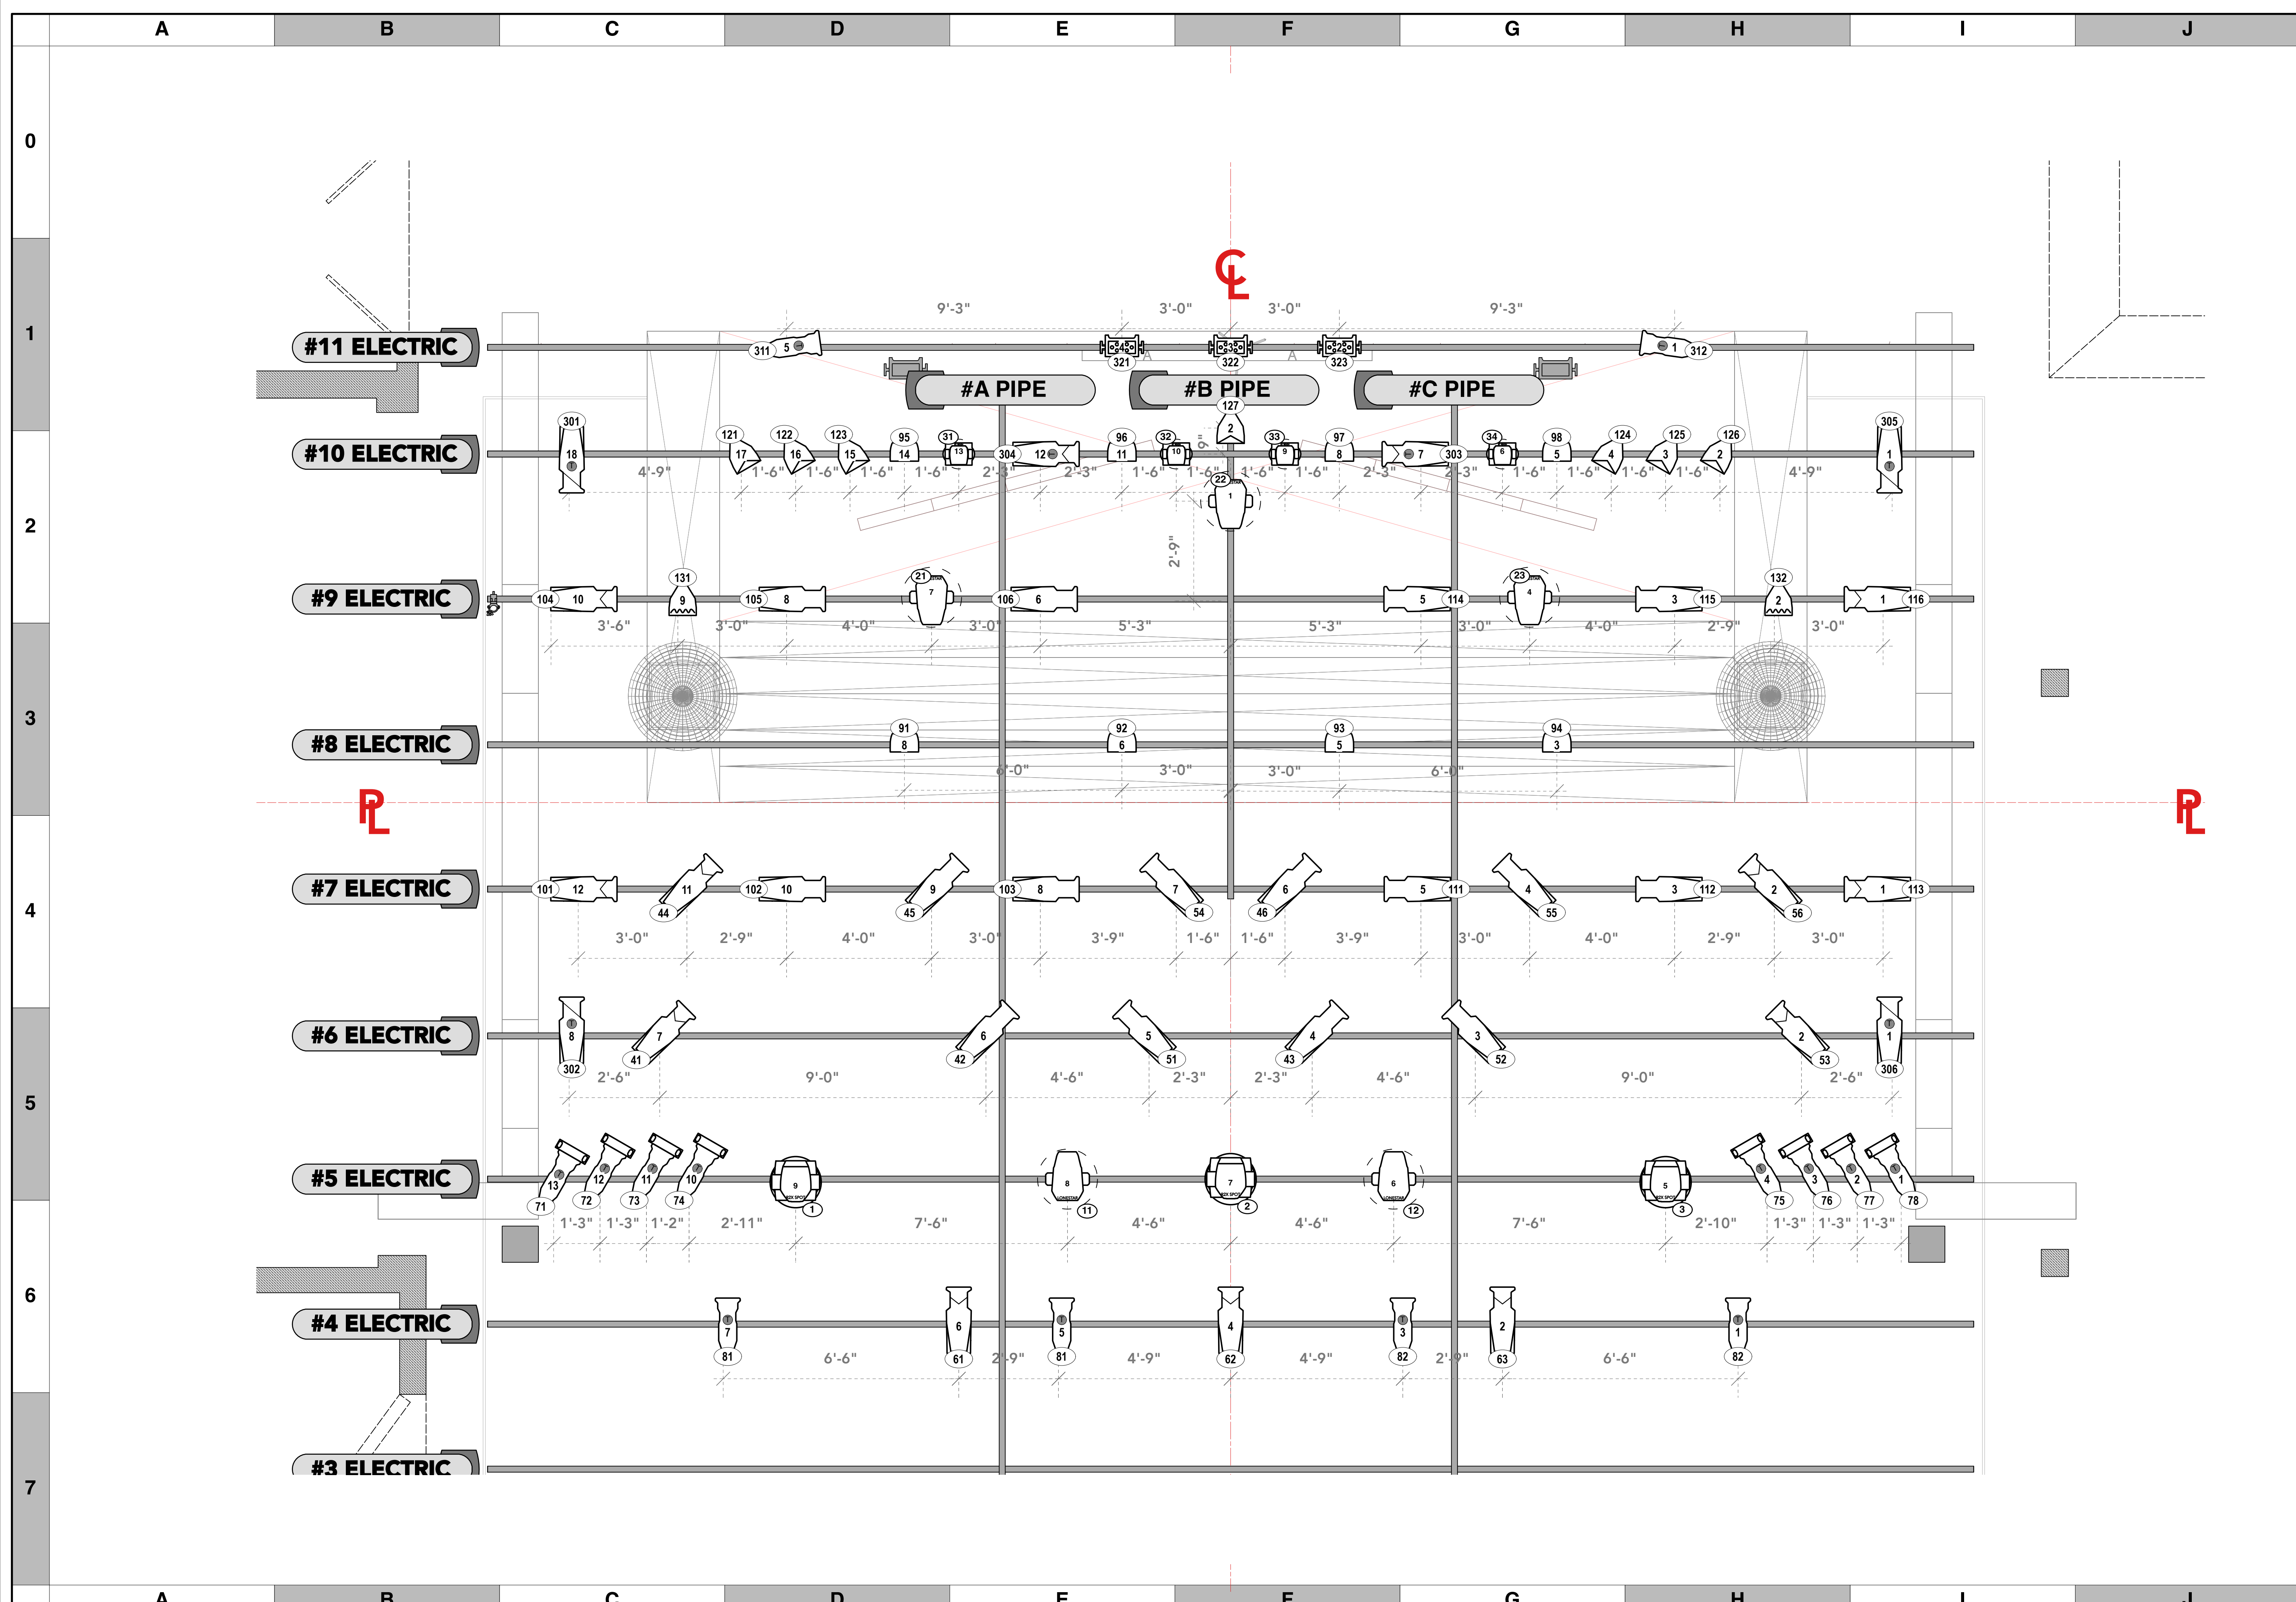 A B C D E F G H I J
0
1
2
3
4
5
6
7
CL
9'-3" 3'-0" 3'-0" 9'-3"
#11 ELECTRIC
311 5 4 3 2 1 312
321 322 323
A A
#A PIPE #B PIPE #C PIPE
127
2
#10 ELECTRIC
301 121 122 123 95 31 96 32 33 97 34 98 124 125 126 305
18 T 17 16 15 14 13 304 12 11 10 9 8 7 303 6 5 4 3 2 1 T
4'-9" 1'-6" 1'-6" 1'-6" 1'-6" 2'-3" 2'-3" 1'-6" 1'-6" 1'-6" 1'-6" 2'-3" 2'-3" 1'-6" 1'-6" 1'-6" 1'-6" 4'-9"
22
1
2'-9"
#9 ELECTRIC
131 21 23 132
104 10 9 105 8 7 106 6 5 114 4 3 115 2 1 116
3'-6" 3'-0" 4'-0" 3'-0" 5'-3" 5'-3" 3'-0" 4'-0" 2'-9" 3'-0"
#8 ELECTRIC
91 92 93 94
8 6 5 3
6'-0" 3'-0" 3'-0" 6'-0"
PL PL
#7 ELECTRIC
101 12 11 102 10 9 103 8 7 6 5 111 4 3 112 2 1 113
44 45 54 46 55 56
3'-0" 2'-9" 4'-0" 3'-0" 3'-9" 1'-6" 1'-6" 3'-9" 3'-0" 4'-0" 2'-9" 3'-0"
#6 ELECTRIC
T T
8 7 6 5 4 3 2 1
302 41 42 51 43 52 53 306
2'-6" 9'-0" 4'-6" 2'-3" 2'-3" 4'-6" 9'-0" 2'-6"
#5 ELECTRIC
13 12 11 10 9 8 7 6 5 4 3 2 1
LONESTAR LONESTAR
71 72 73 74 1 11 2 12 3 75 76 77 78
1'-3" 1'-3" 1'-2" 2'-11" 7'-6" 4'-6" 4'-6" 7'-6" 2'-10" 1'-3" 1'-3" 1'-3"
#4 ELECTRIC
T T T T
7 6 5 4 3 2 1
81 61 81 62 82 63 82
6'-6" 2'-9" 4'-9" 4'-9" 2'-9" 6'-6"
#3 ELECTRIC
A B C D E F G H I J